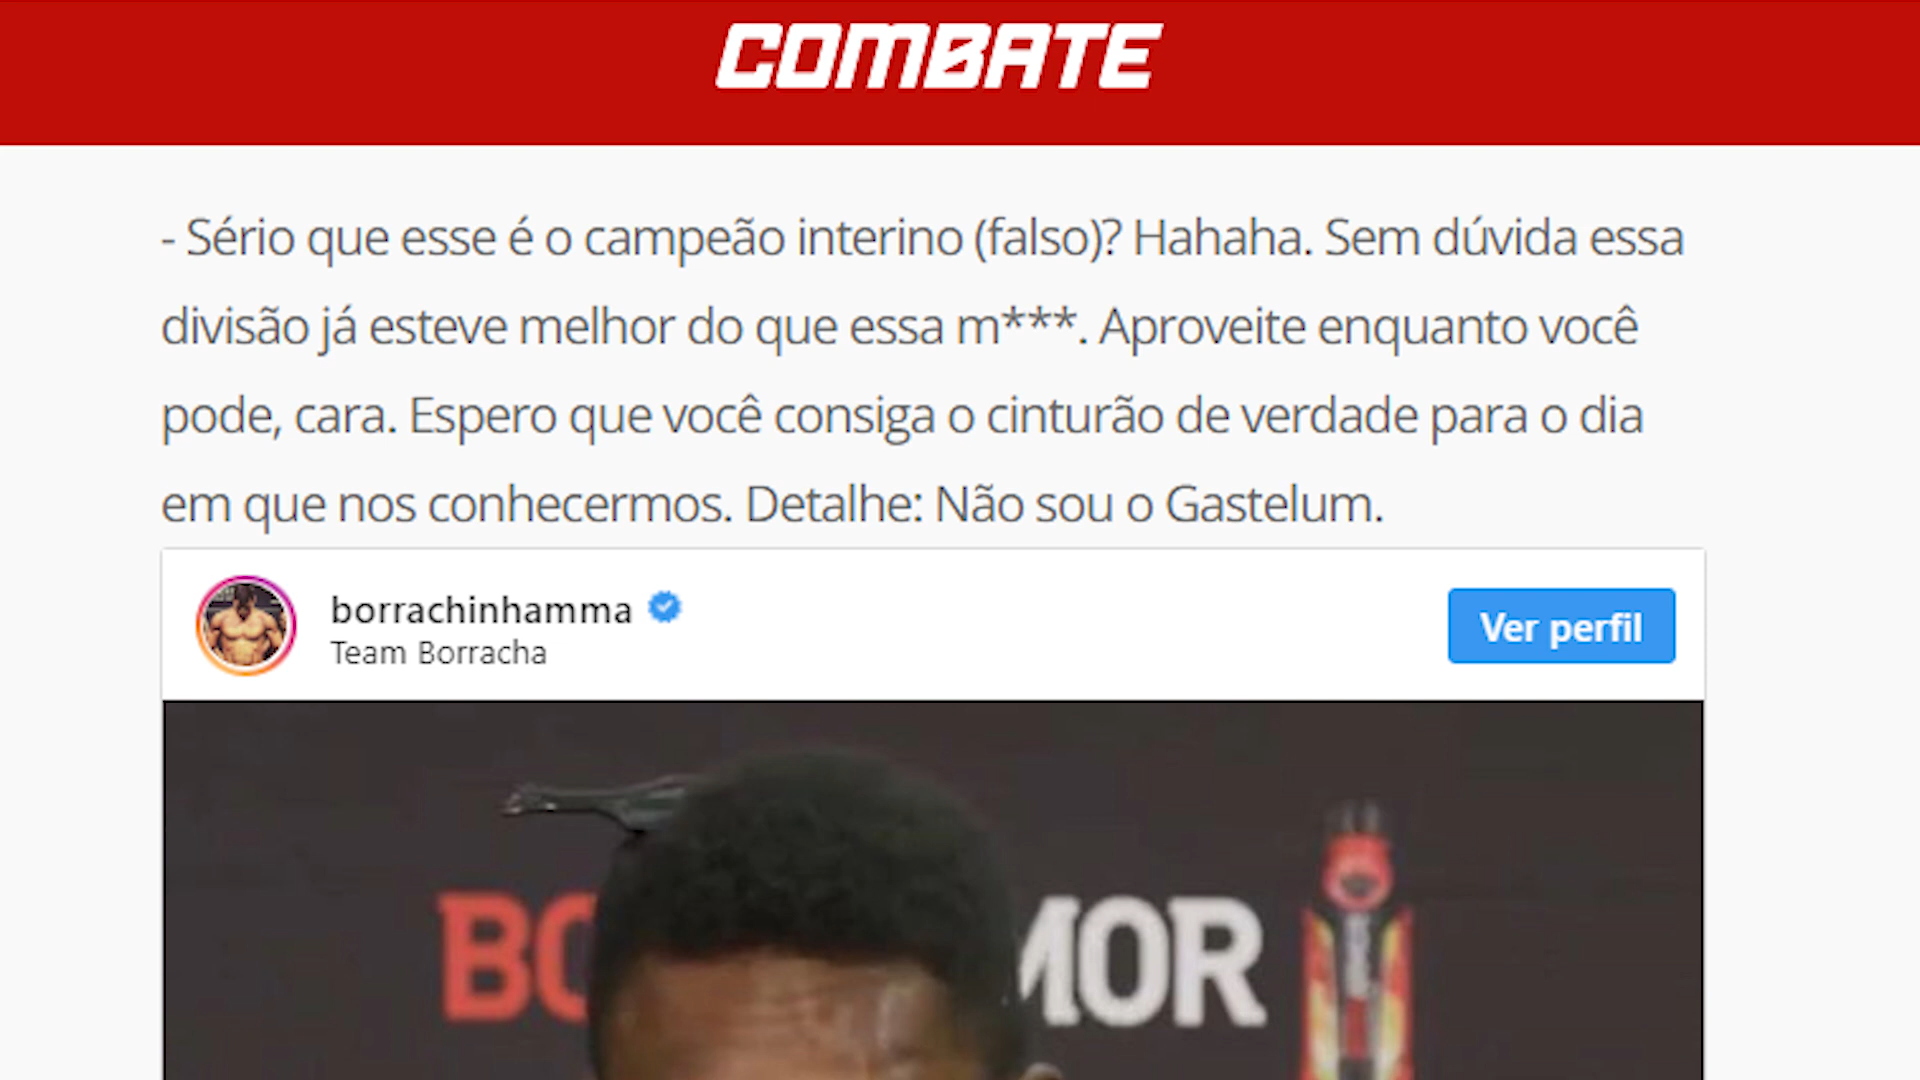 COMBATE
- Sério que esse é o campeão interino (falso)? Hahaha. Sem dúvida essa
divisão já esteve melhor do que essa m***. Aproveite enquanto você
pode, cara. Espero que você consiga o cinturão de verdade para o dia
em que nos conhecermos. Detalhe: Não sou o Gastelum.
borrachinhamma
Team Borracha
Ver perfil
BO MOR